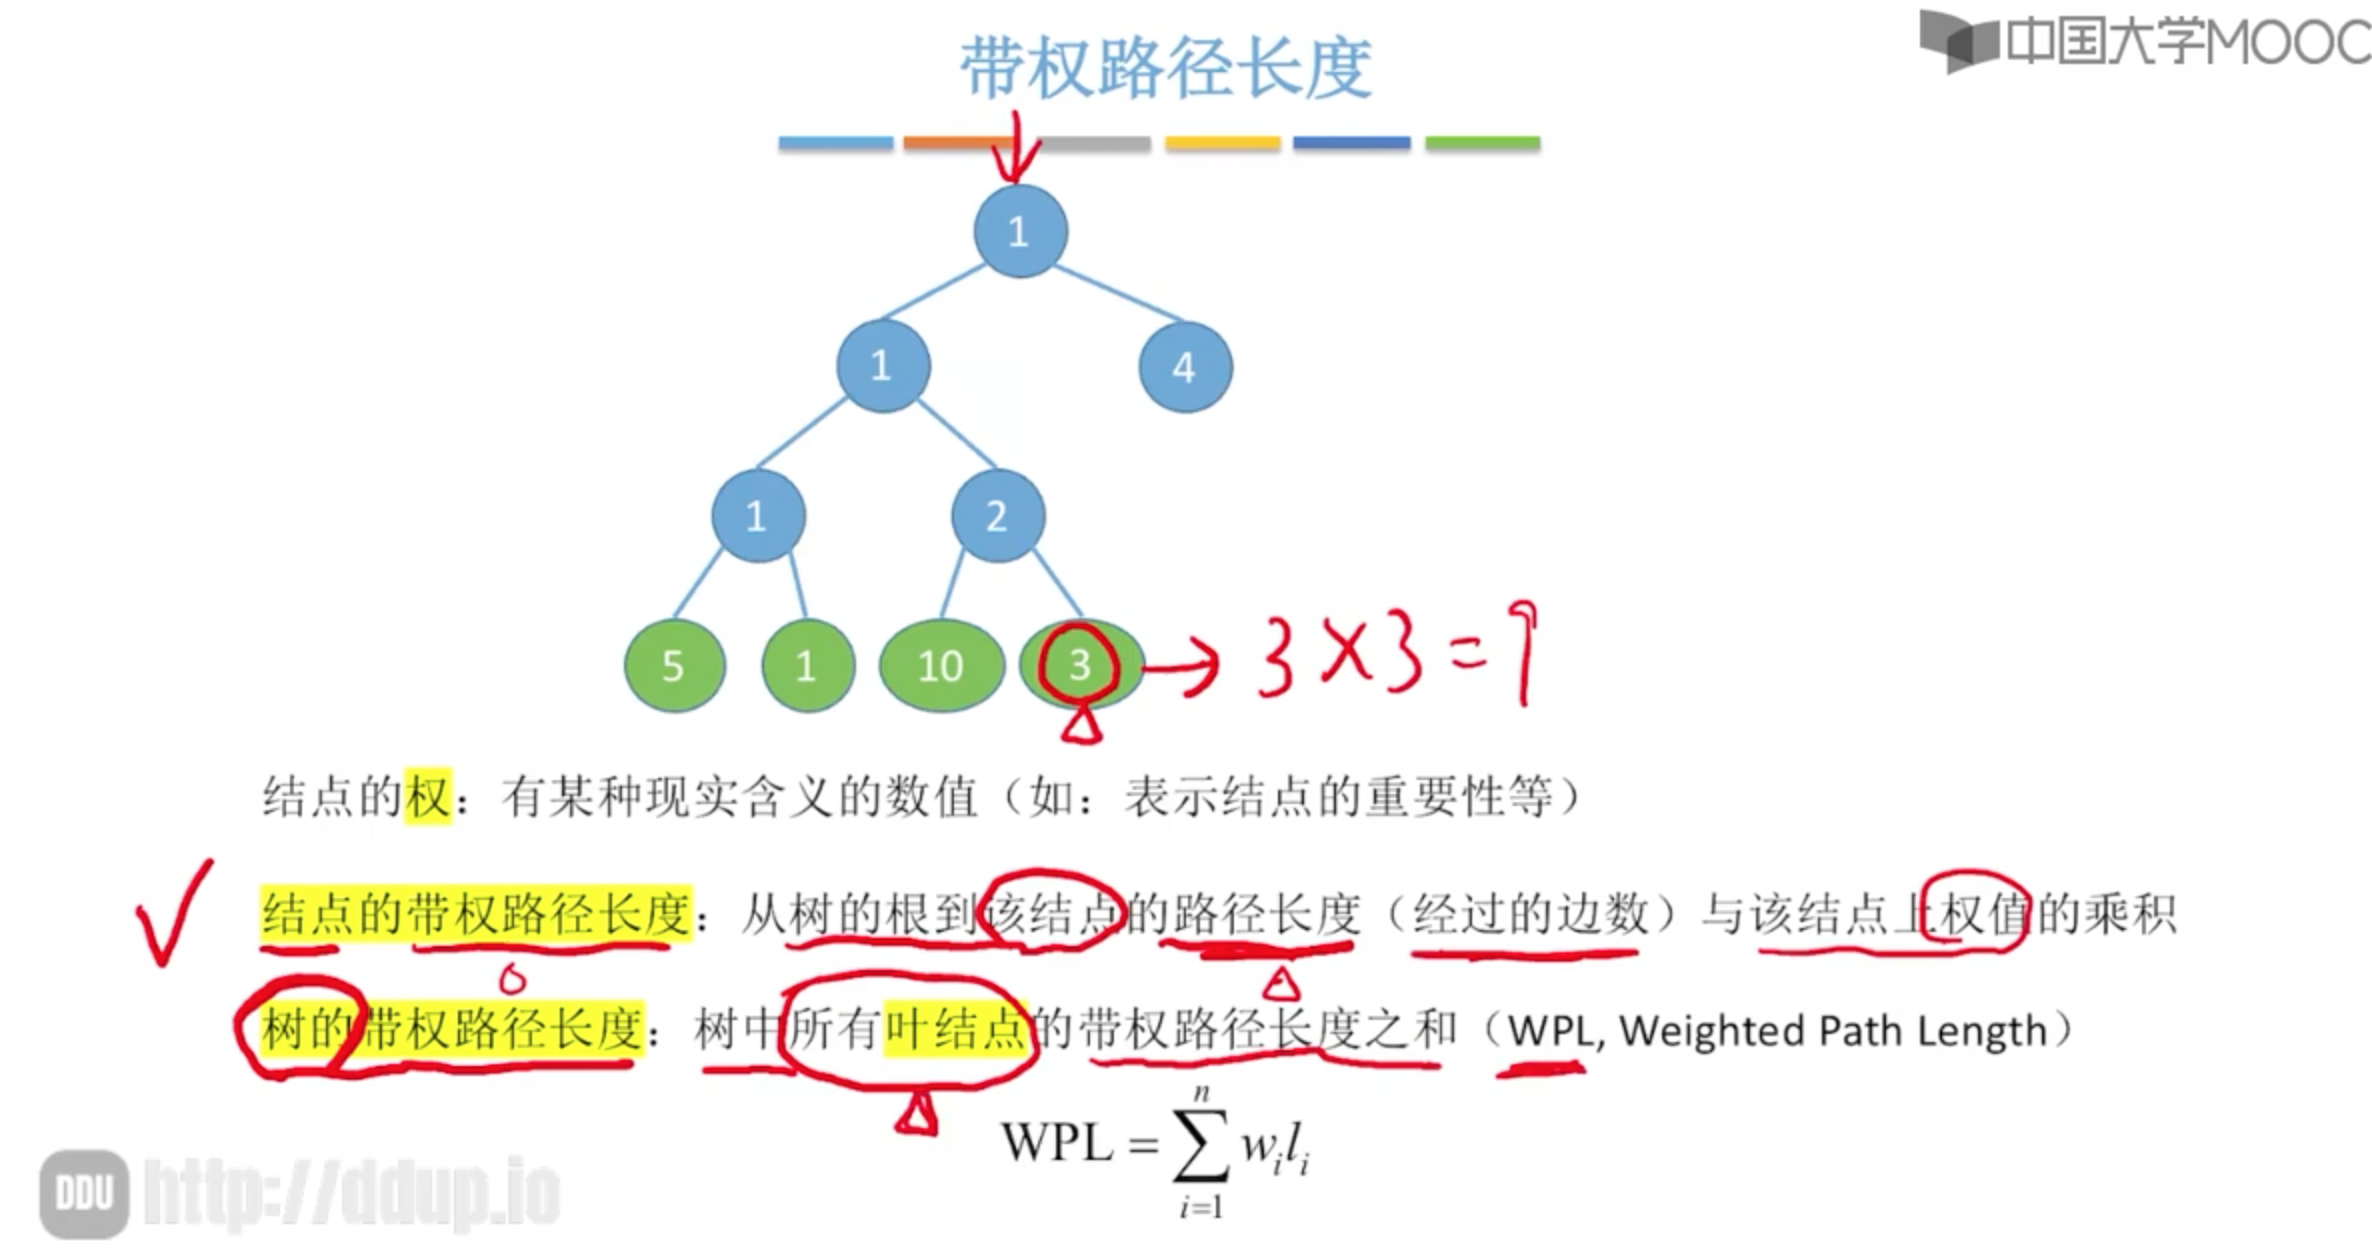 中国大学MOOC
带权路径长度
1
1 4
1 2
5 1 10 3 → 3×3=9
结点的权：有某种现实含义的数值（如：表示结点的重要性等）
结点的带权路径长度：从树的根到该结点的路径长度（经过的边数）与该结点上权值的乘积
树的带权路径长度：树中所有叶结点的带权路径长度之和（WPL, Weighted Path Length）
WPL = ∑ⁿᵢ₌₁ wᵢlᵢ
DDU http://ddup.io